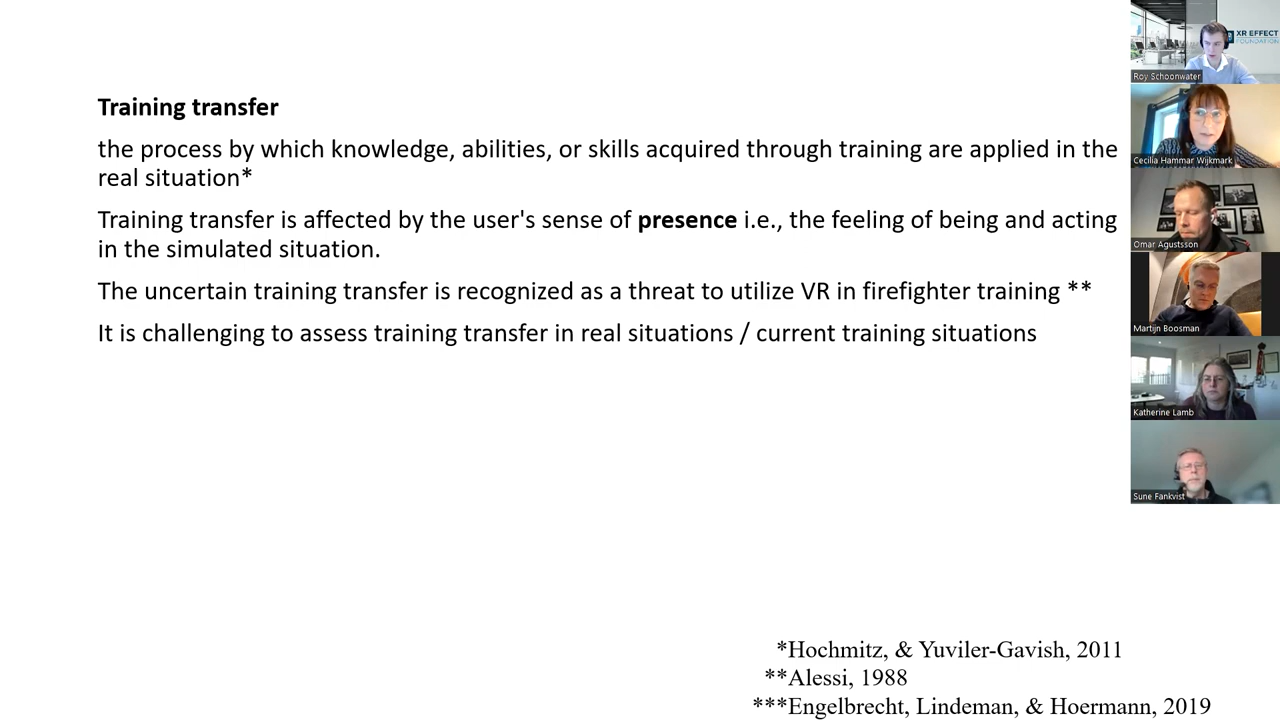 Training transfer
the process by which knowledge, abilities, or skills acquired through training are applied in the
real situation*
Training transfer is affected by the user's sense of presence i.e., the feeling of being and acting
in the simulated situation.
The uncertain training transfer is recognized as a threat to utilize VR in firefighter training **
It is challenging to assess training transfer in real situations / current training situations
*Hochmitz, & Yuviler-Gavish, 2011
**Alessi, 1988
***Engelbrecht, Lindeman, & Hoermann, 2019
XR EFFECT
FOUNDATION
Roy Schoonwater
Cecilia Hammar Wijkmark
Omar Agustsson
Martijn Boosman
Katherine Lamb
Sune Fankvist